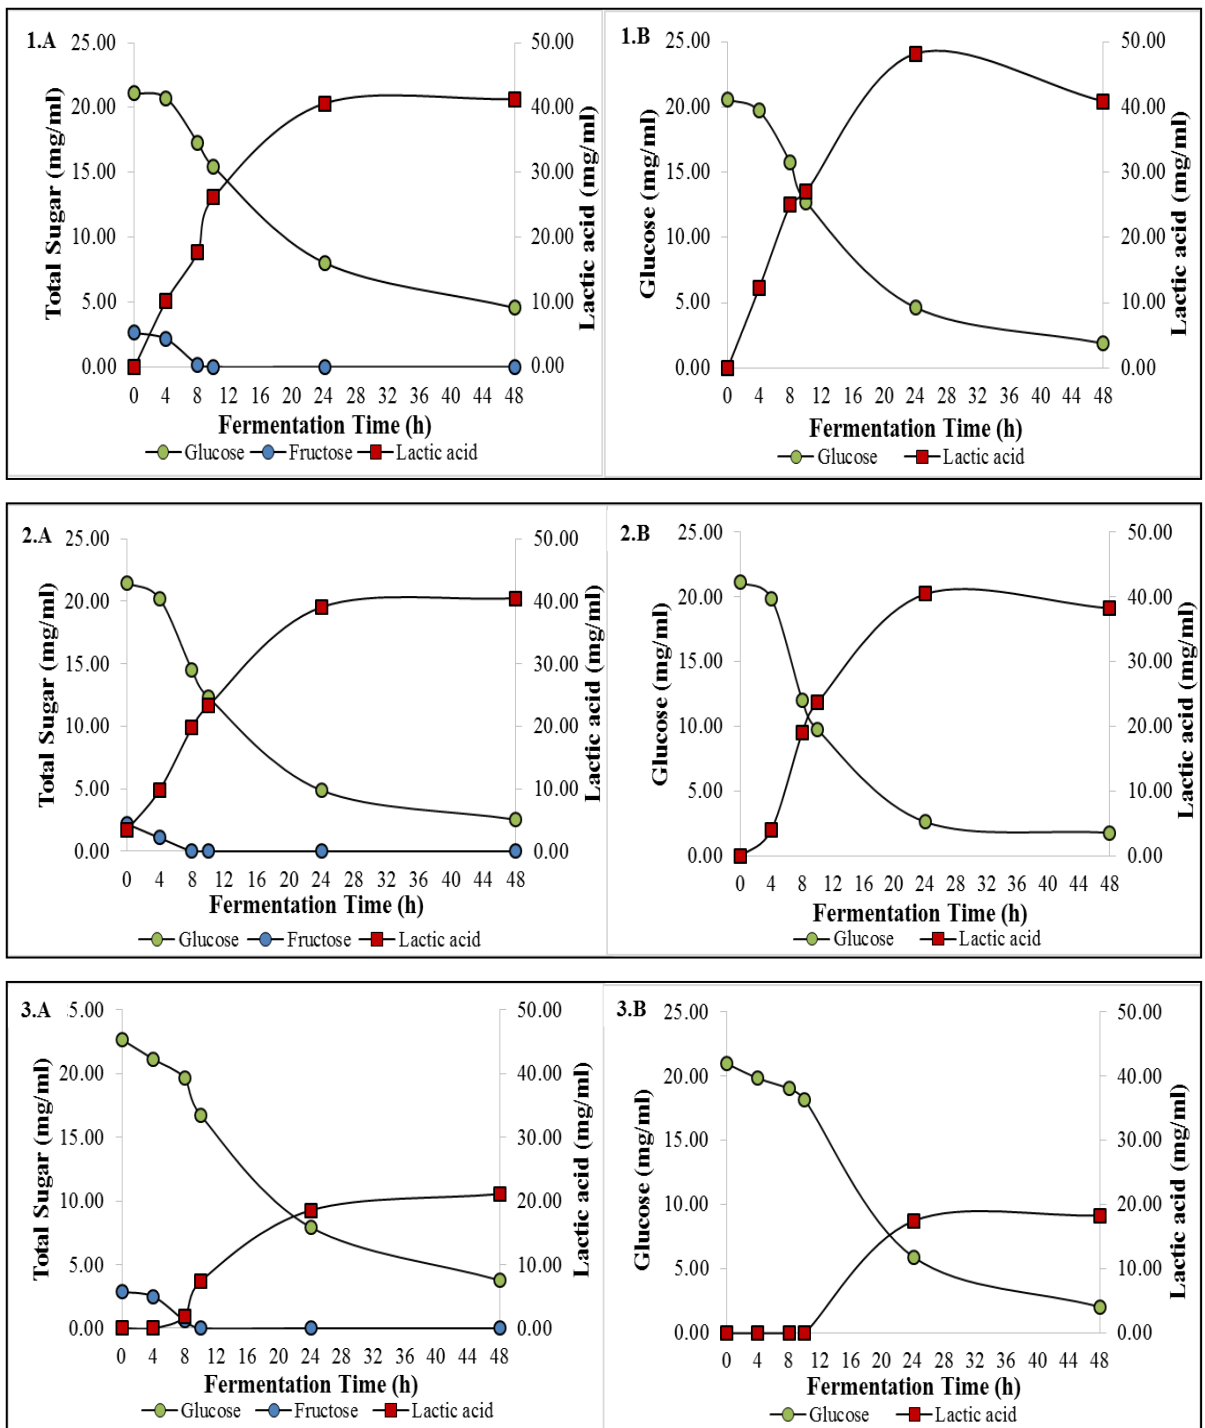 1.A
25.00
20.00
15.00
10.00
5.00
0.00
Total Sugar (mg/ml)
50.00
40.00
30.00
20.00
10.00
0.00
Lactic acid (mg/ml)
0 4 8 12 16 20 24 28 32 36 40 44 48
Fermentation Time (h)
Glucose Fructose Lactic acid
1.B
25.00
20.00
15.00
10.00
5.00
0.00
Glucose (mg/ml)
50.00
40.00
30.00
20.00
10.00
0.00
Lactic acid (mg/ml)
0 4 8 12 16 20 24 28 32 36 40 44 48
Fermentation Time (h)
Glucose Lactic acid
2.A
25.00
20.00
15.00
10.00
5.00
0.00
Total Sugar (mg/ml)
50.00
40.00
30.00
20.00
10.00
0.00
Lactic acid (mg/ml)
0 4 8 12 16 20 24 28 32 36 40 44 48
Fermentation Time (h)
Glucose Fructose Lactic acid
2.B
25.00
20.00
15.00
10.00
5.00
0.00
Glucose (mg/ml)
50.00
40.00
30.00
20.00
10.00
0.00
Lactic acid (mg/ml)
0 4 8 12 16 20 24 28 32 36 40 44 48
Fermentation Time (h)
Glucose Lactic acid
3.A
5.00
20.00
15.00
10.00
5.00
0.00
Total Sugar (mg/ml)
50.00
40.00
30.00
20.00
10.00
0.00
Lactic acid (mg/ml)
0 4 8 12 16 20 24 28 32 36 40 44 48
Fermentation Time (h)
Glucose Fructose Lactic acid
3.B
25.00
20.00
15.00
10.00
5.00
0.00
Glucose (mg/ml)
50.00
40.00
30.00
20.00
10.00
0.00
Lactic acid (mg/ml)
0 4 8 12 16 20 24 28 32 36 40 44 48
Fermentation Time (h)
Glucose Lactic acid